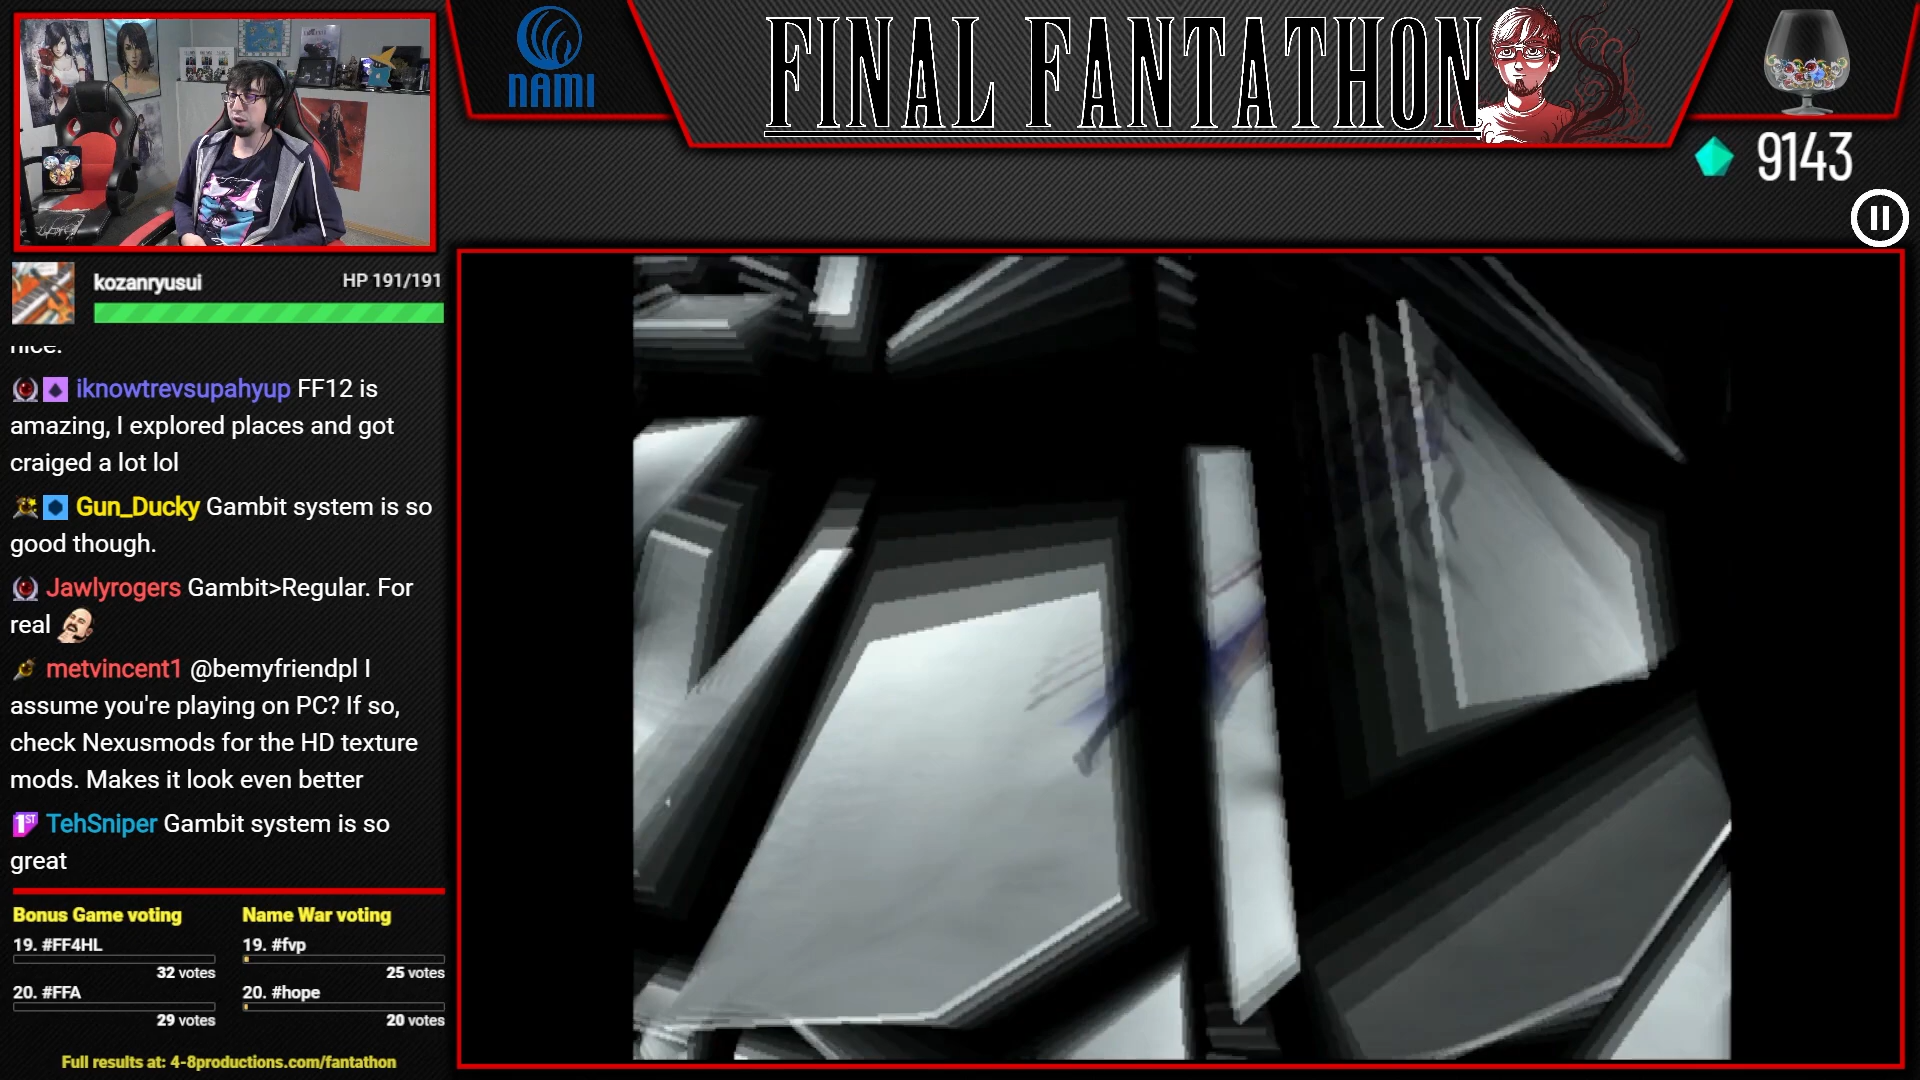 NAMI
FINAL FANTATHON
9143
kozanryusui HP 191/191
nice.
iknowtrevsupahyup FF12 is
amazing, I explored places and got
craiged a lot lol
Gun_Ducky Gambit system is so
good though.
Jawlyrogers Gambit>Regular. For
real
metvincent1 @bemyfriendpl I
assume you're playing on PC? If so,
check Nexusmods for the HD texture
mods. Makes it look even better
1ST TehSniper Gambit system is so
great
Bonus Game voting
19. #FF4HL
32 votes
20. #FFA
29 votes
Name War voting
19. #fvp
25 votes
20. #hope
20 votes
Full results at: 4-8productions.com/fantathon